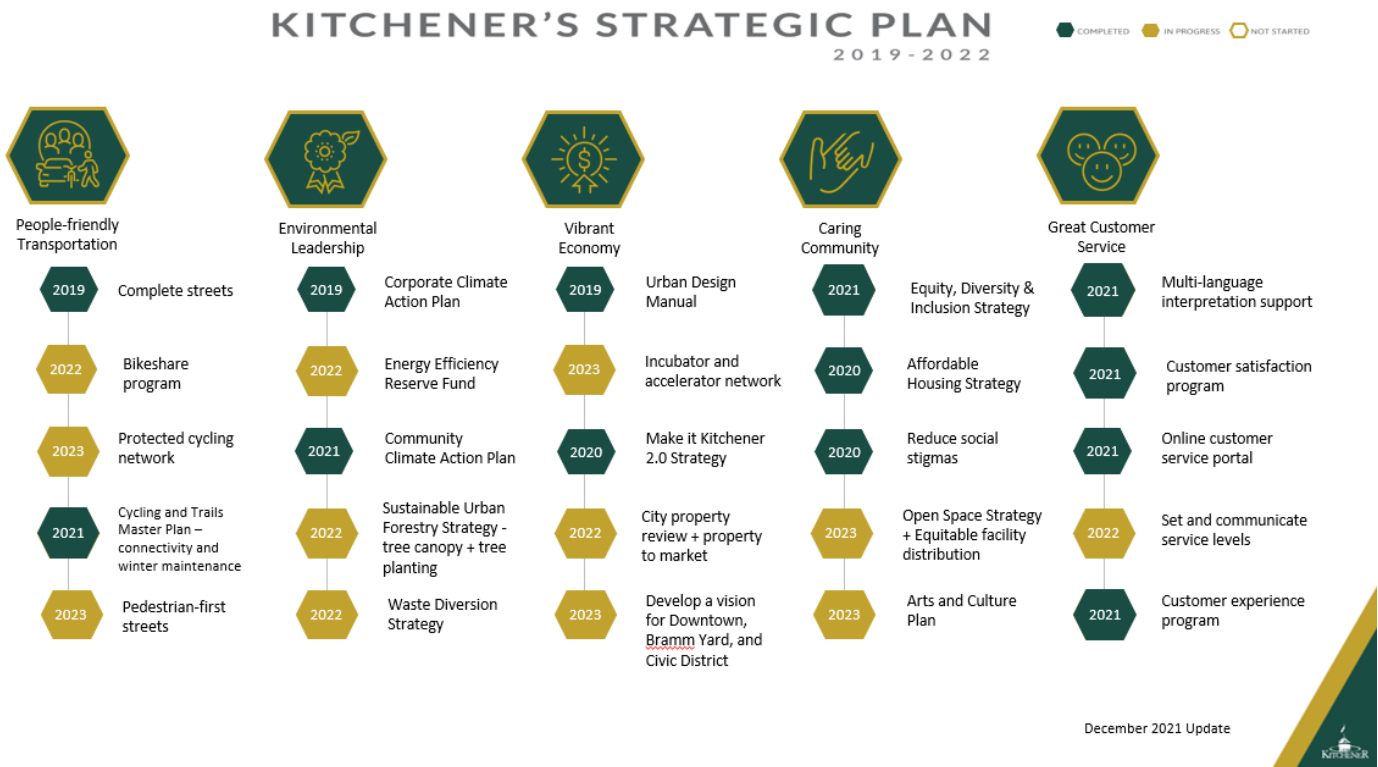 KITCHENER'S STRATEGIC PLAN
2019-2022
COMPLETED
IN PROGRESS
NOT STARTED
People-friendly
Transportation
2019
Complete streets
2022
Bikeshare
program
2023
Protected cycling
network
2021
Cycling and Trails
Master Plan –
connectivity and
winter maintenance
2023
Pedestrian-first
streets
Environmental
Leadership
2019
Corporate Climate
Action Plan
2022
Energy Efficiency
Reserve Fund
2021
Community
Climate Action Plan
2022
Sustainable Urban
Forestry Strategy -
tree canopy + tree
planting
2022
Waste Diversion
Strategy
$
Vibrant
Economy
2019
Urban Design
Manual
2023
Incubator and
accelerator network
2020
Make it Kitchener
2.0 Strategy
2022
City property
review + property
to market
2023
Develop a vision
for Downtown,
Bramm Yard, and
Civic District
Caring
Community
2021
Equity, Diversity &
Inclusion Strategy
2020
Affordable
Housing Strategy
2020
Reduce social
stigmas
2023
Open Space Strategy
+ Equitable facility
distribution
2023
Arts and Culture
Plan
Great Customer
Service
2021
Multi-language
interpretation support
2021
Customer satisfaction
program
2021
Online customer
service portal
2022
Set and communicate
service levels
2021
Customer experience
program
December 2021 Update
KITCHENER